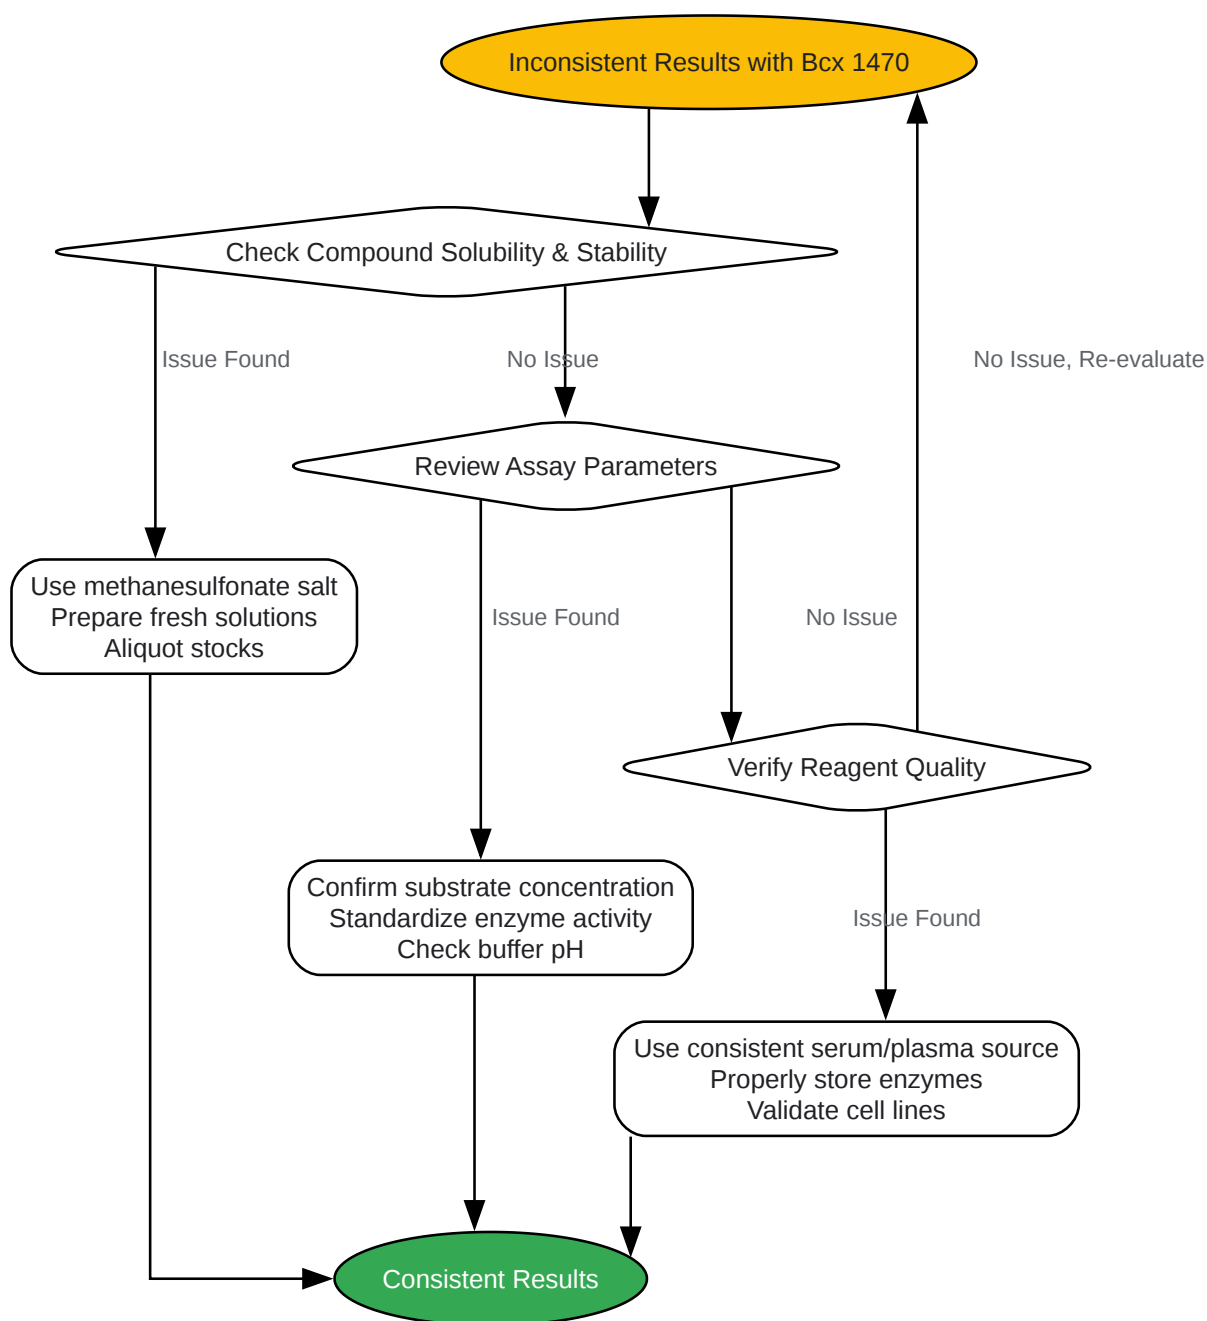 Inconsistent Results with Bcx 1470
Check Compound Solubility & Stability
Issue Found
No Issue
No Issue, Re-evaluate
Review Assay Parameters
Use methanesulfonate salt
Prepare fresh solutions
Aliquot stocks
Issue Found
No Issue
Verify Reagent Quality
Confirm substrate concentration
Standardize enzyme activity
Check buffer pH
Issue Found
Use consistent serum/plasma source
Properly store enzymes
Validate cell lines
Consistent Results